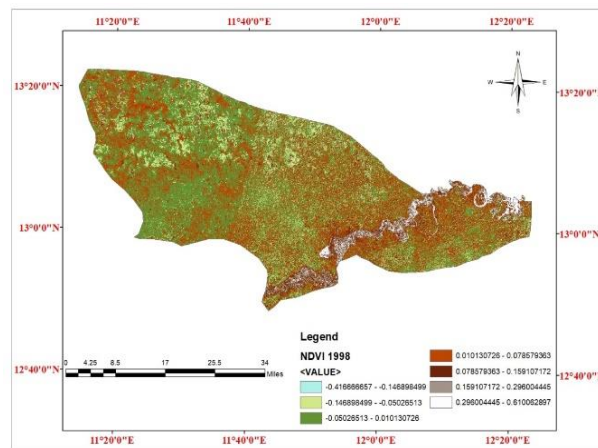 11°20'0"E 11°40'0"E 12°0'0"E 12°20'0"E
N
W E
S
13°20'0"N 13°20'0"N
13°0'0"N 13°0'0"N
12°40'0"N 12°40'0"N
0 4.25 8.5 17 25.5 34
Miles
Legend
NDVI 1998
<VALUE>
-0.416666657 - -0.146898499
-0.146898499 - -0.05026513
-0.05026513 - 0.010130726
0.010130726 - 0.078579363
0.078579363 - 0.159107172
0.159107172 - 0.296004445
0.296004445 - 0.610062897
11°20'0"E 11°40'0"E 12°0'0"E 12°20'0"E